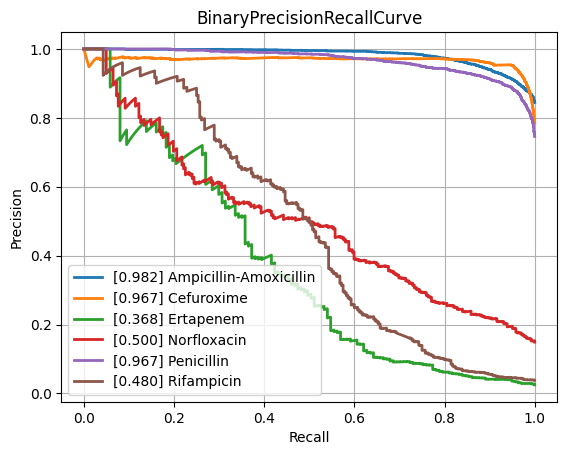 BinaryPrecisionRecallCurve
Precision
1.0
0.8
0.6
0.4
0.2
0.0
[0.982] Ampicillin-Amoxicillin
[0.967] Cefuroxime
[0.368] Ertapenem
[0.500] Norfloxacin
[0.967] Penicillin
[0.480] Rifampicin
0.0 0.2 0.4 0.6 0.8 1.0
Recall